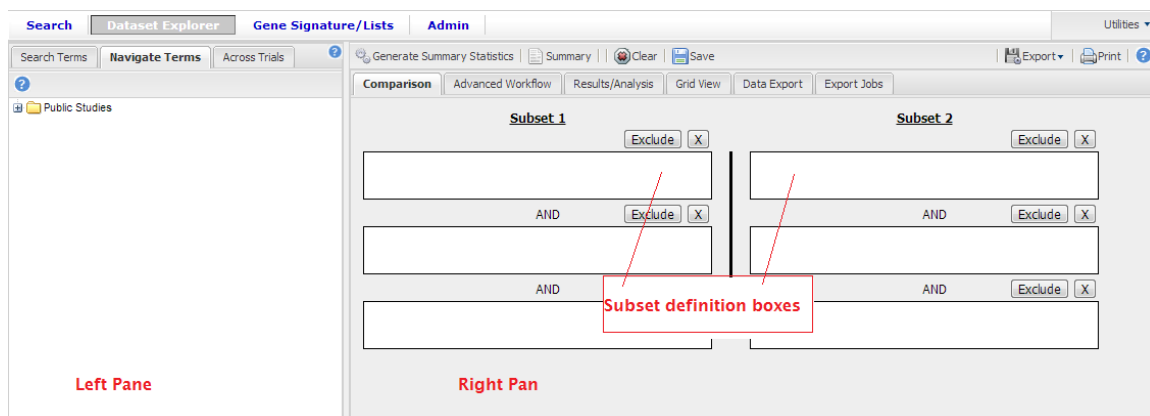 Search Dataset Explorer Gene Signature/Lists Admin Utilities
Search Terms Navigate Terms Across Trials ? Generate Summary Statistics Summary Clear Save Export Print ?
? Comparison Advanced Workflow Results/Analysis Grid View Data Export Export Jobs
Public Studies
Subset 1 Subset 2
Exclude X Exclude X
AND Exclude X AND Exclude X
AND AND Exclude X
Subset definition boxes
Left Pane Right Pan